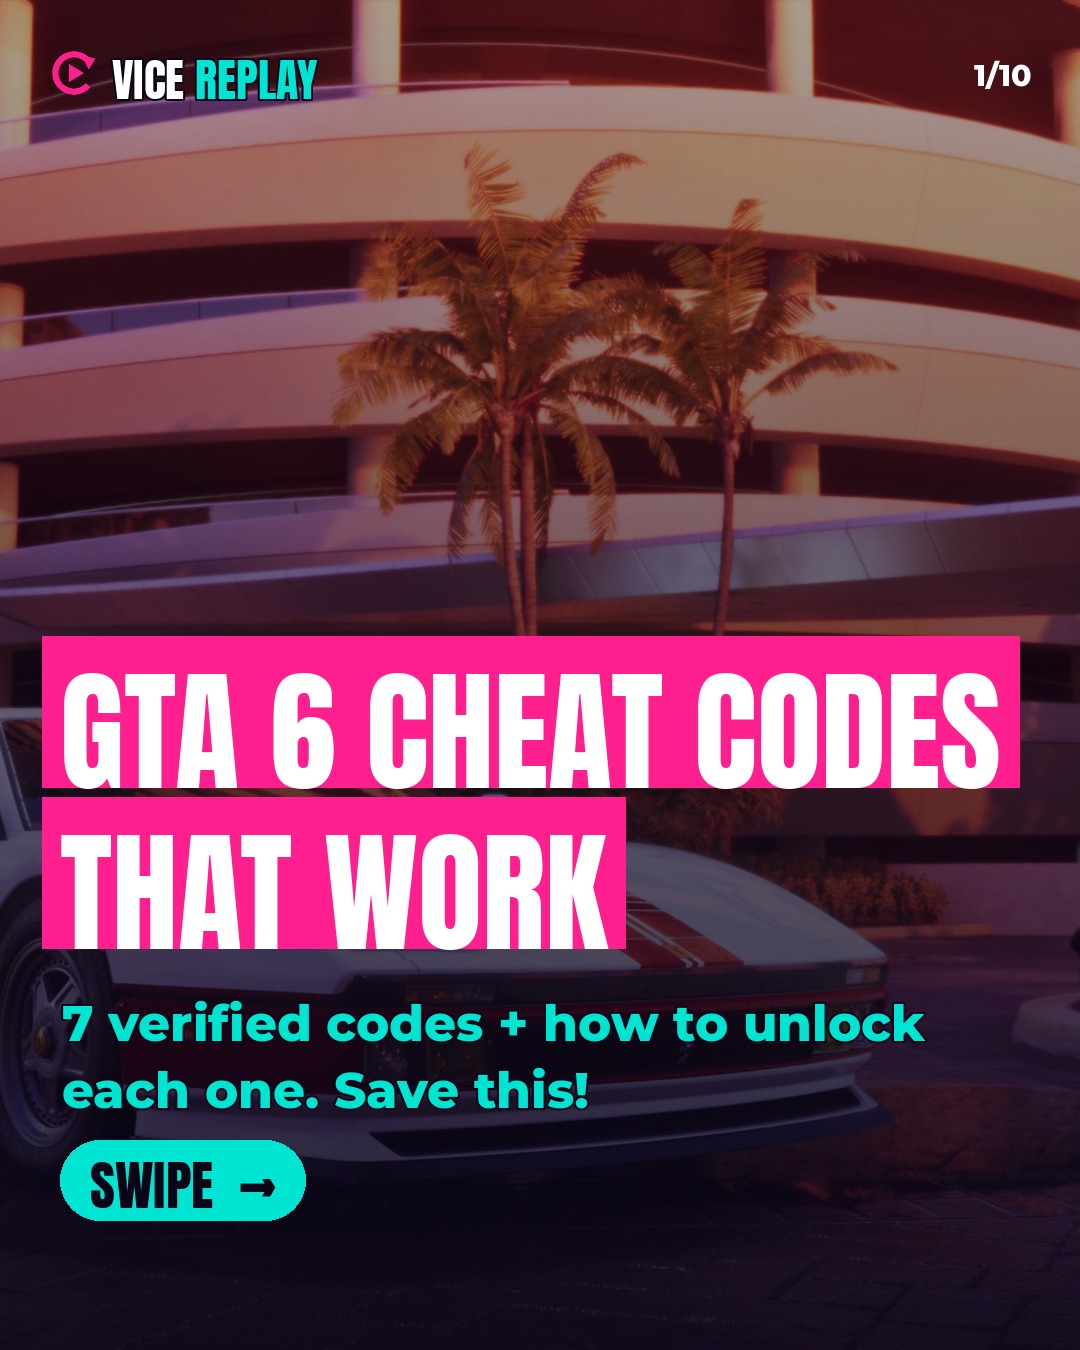 VICE REPLAY
1/10
GTA 6 CHEAT CODES
THAT WORK
7 verified codes + how to unlock
each one. Save this!
SWIPE →